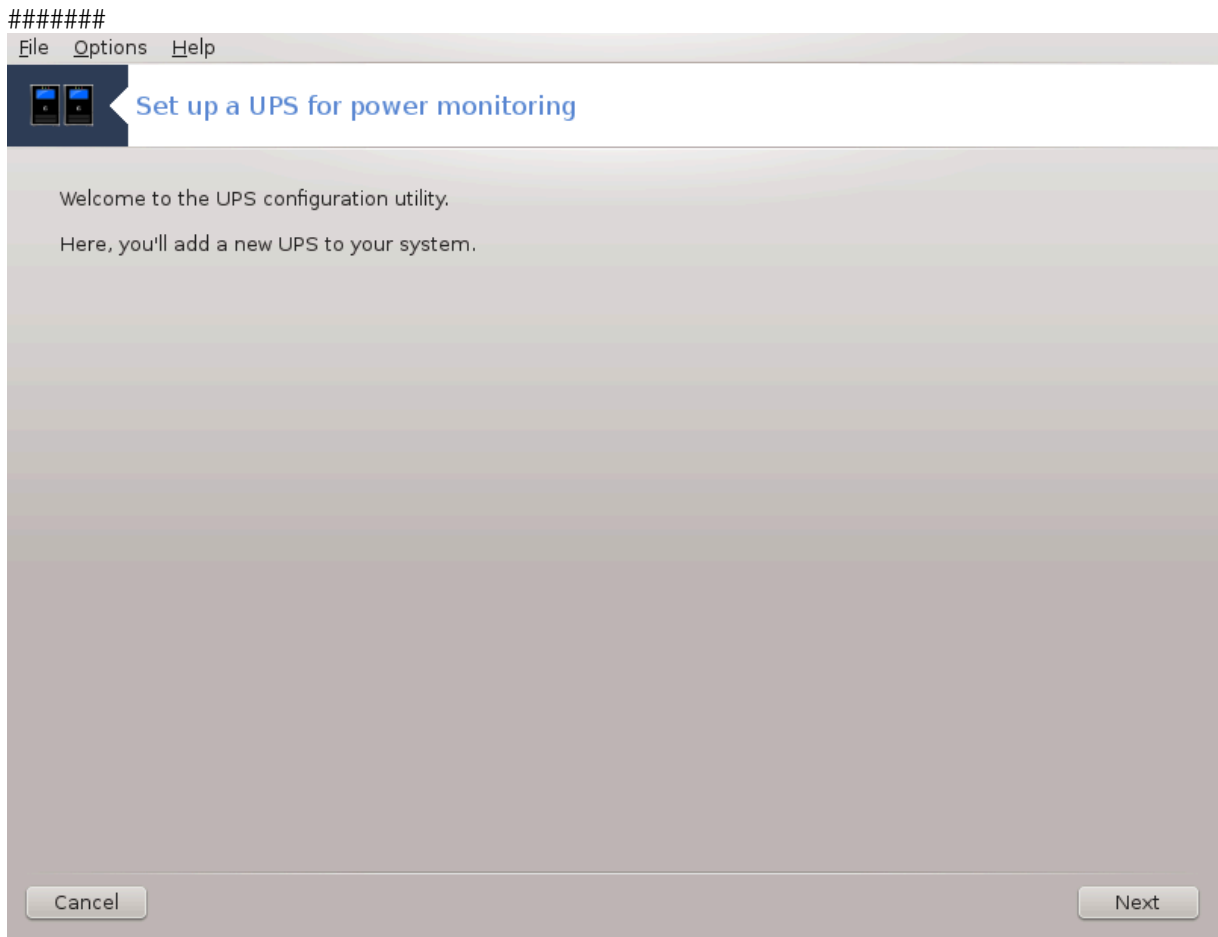 #######
File Options Help
Set up a UPS for power monitoring
Welcome to the UPS configuration utility.
Here, you'll add a new UPS to your system.
Cancel Next